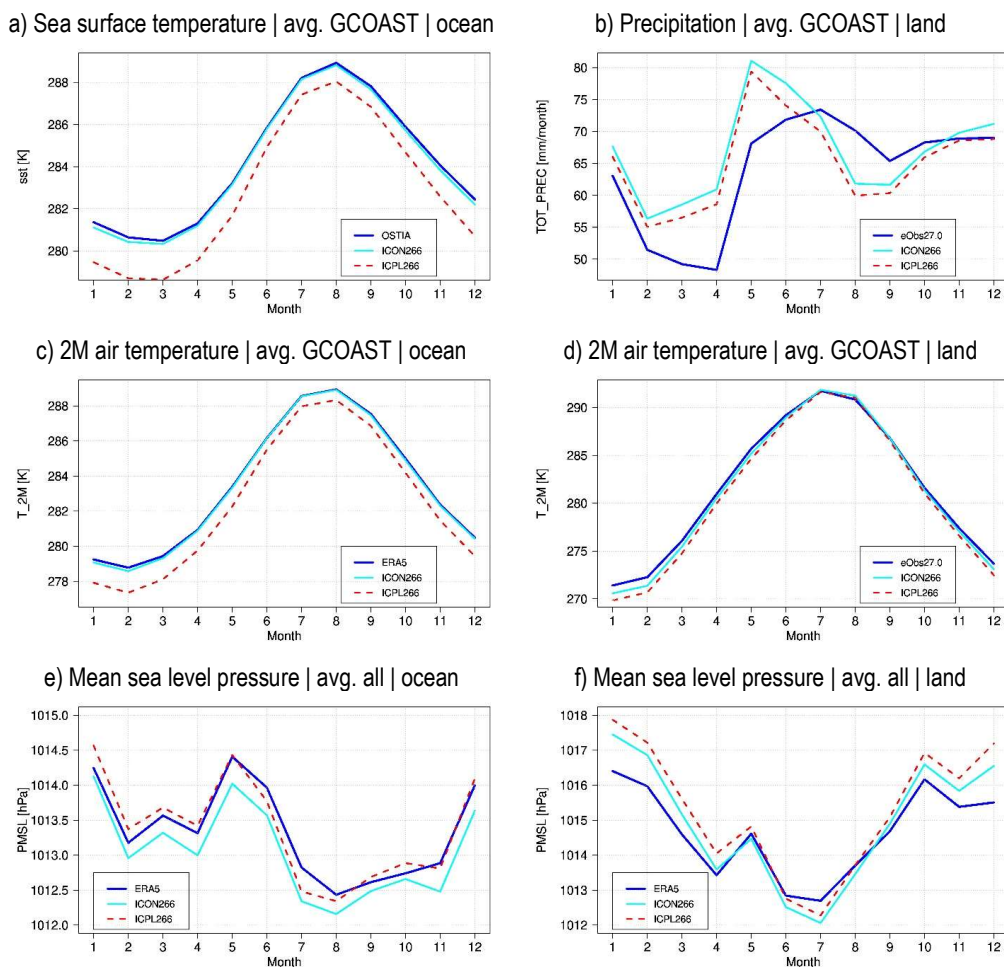 a) Sea surface temperature | avg. GCOAST | ocean
b) Precipitation | avg. GCOAST | land
sst [K]
288
286
284
282
280
1 2 3 4 5 6 7 8 9 10 11 12
Month
OSTIA
ICON266
ICPL266
TOT_PREC [mm/month]
80
75
70
65
60
55
50
1 2 3 4 5 6 7 8 9 10 11 12
Month
eObs27.0
ICON266
ICPL266
c) 2M air temperature | avg. GCOAST | ocean
d) 2M air temperature | avg. GCOAST | land
T_2M [K]
288
286
284
282
280
278
1 2 3 4 5 6 7 8 9 10 11 12
Month
ERA5
ICON266
ICPL266
T_2M [K]
290
285
280
275
270
1 2 3 4 5 6 7 8 9 10 11 12
Month
eObs27.0
ICON266
ICPL266
e) Mean sea level pressure | avg. all | ocean
f) Mean sea level pressure | avg. all | land
PMSL [hPa]
1015.0
1014.5
1014.0
1013.5
1013.0
1012.5
1012.0
1 2 3 4 5 6 7 8 9 10 11 12
Month
ERA5
ICON266
ICPL266
PMSL [hPa]
1018
1017
1016
1015
1014
1013
1012
1 2 3 4 5 6 7 8 9 10 11 12
Month
ERA5
ICON266
ICPL266